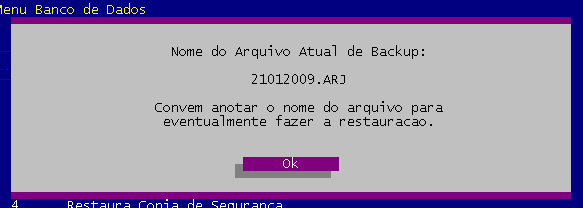 Menu Banco de Dados
Nome do Arquivo Atual de Backup:
21012009.ARJ
Convem anotar o nome do arquivo para
eventualmente fazer a restauracao.
Ok
4 Restaura Copia de Seguranca